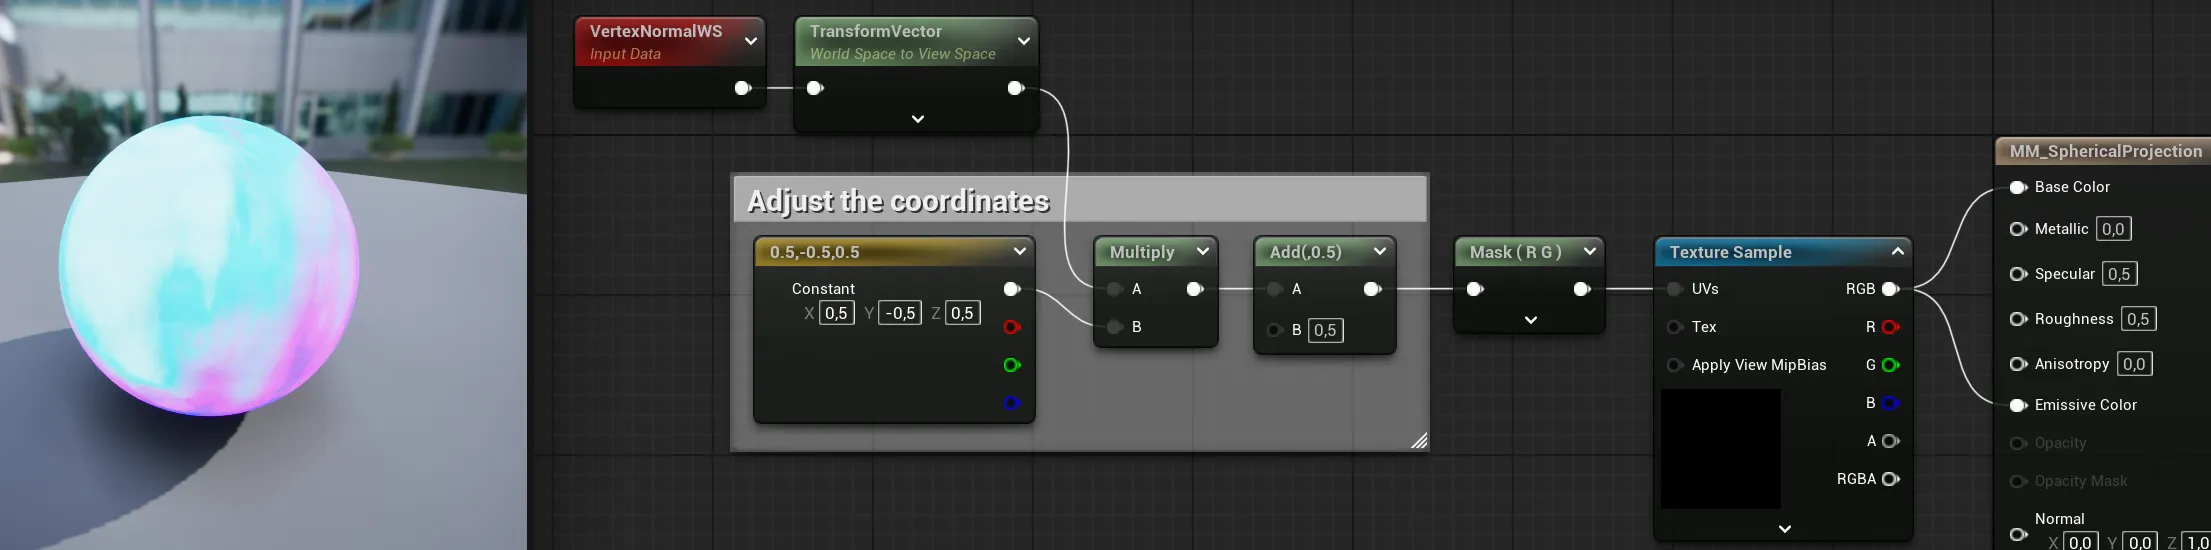 VertexNormalWS
Input Data
TransformVector
World Space to View Space
Adjust the coordinates
0.5,-0.5,0.5
Constant
X 0,5 Y -0,5 Z 0,5
Multiply
A
B
Add(,0.5)
A
B 0,5
Mask ( R G )
Texture Sample
UVs RGB
Tex R
Apply View MipBias G
B
A
RGBA
MM_SphericalProjection
Base Color
Metallic 0,0
Specular 0,5
Roughness 0,5
Anisotropy 0,0
Emissive Color
Opacity
Opacity Mask
Normal
X 0,0 Y 0,0 Z 1,0